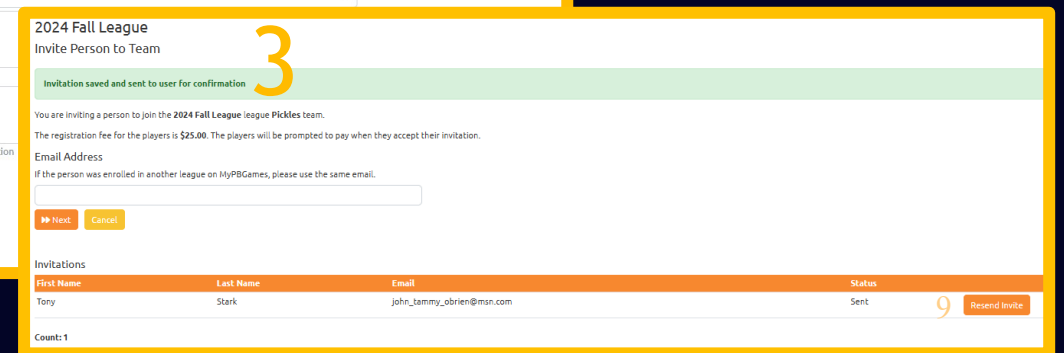 2024 Fall League
3
Invite Person to Team
Invitation saved and sent to user for confirmation
You are inviting a person to join the 2024 Fall League league Pickles team.
The registration fee for the players is $25.00. The players will be prompted to pay when they accept their invitation.
tion
Email Address
If the person was enrolled in another league on MyPBGames, please use the same email.
Next Cancel
Invitations
First Name Last Name Email Status
Tony Stark john_tammy_obrien@msn.com Sent 9 Resend Invite
Count: 1